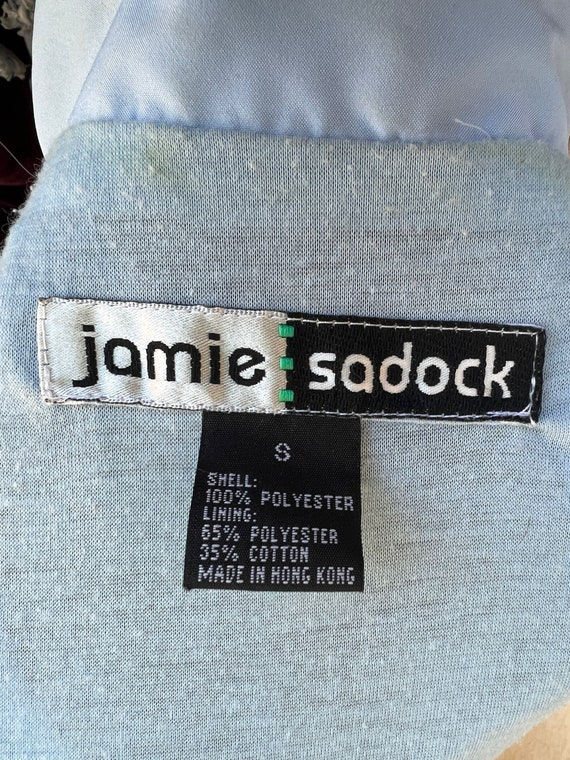 jamie sadock
S
SHELL:
100% POLYESTER
LINING:
65% POLYESTER
35% COTTON
MADE IN HONG KONG